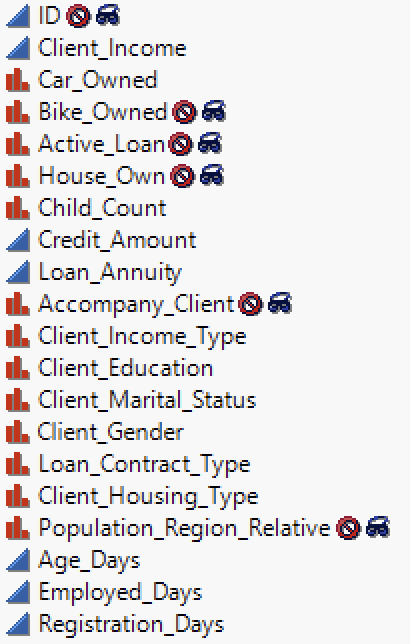 ID
Client_Income
Car_Owned
Bike_Owned
Active_Loan
House_Own
Child_Count
Credit_Amount
Loan_Annuity
Accompany_Client
Client_Income_Type
Client_Education
Client_Marital_Status
Client_Gender
Loan_Contract_Type
Client_Housing_Type
Population_Region_Relative
Age_Days
Employed_Days
Registration_Days